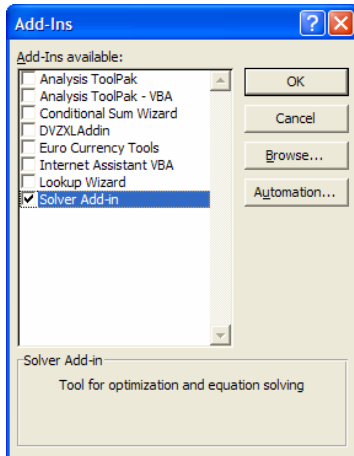 Add-Ins
Add-Ins available:
Analysis ToolPak
Analysis ToolPak - VBA
Conditional Sum Wizard
DVZXLAddin
Euro Currency Tools
Internet Assistant VBA
Lookup Wizard
Solver Add-in
OK
Cancel
Browse...
Automation...
Solver Add-in
Tool for optimization and equation solving